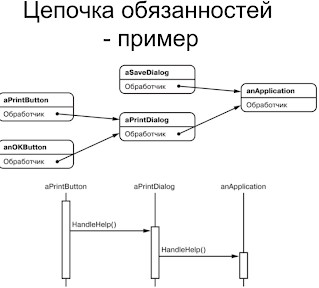 Цепочка обязанностей
- пример
aSaveDialog
Обработчик
anApplication
Обработчик
aPrintButton
Обработчик
aPrintDialog
Обработчик
anOKButton
Обработчик
aPrintButton aPrintDialog anApplication
HandleHelp()
HandleHelp()